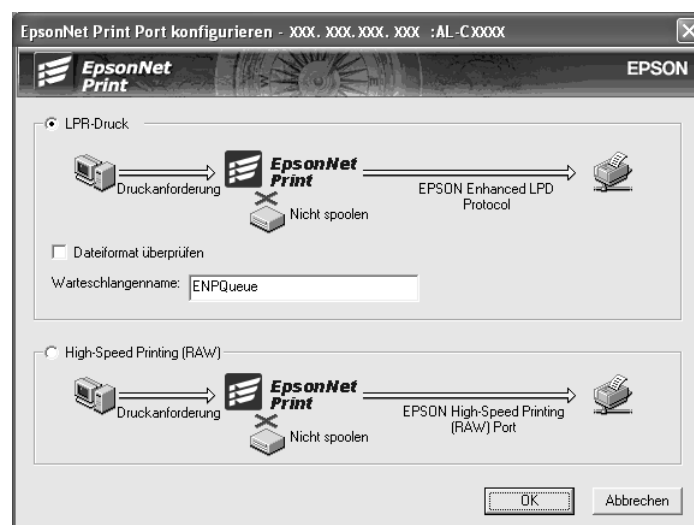 EpsonNet Print Port konfigurieren - XXX. XXX. XXX. XXX :AL-CXXXX
EpsonNet
Print
EPSON
LPR-Druck
EpsonNet
Print
Druckanforderung
EPSON Enhanced LPD
Protocol
Nicht spoolen
Dateiformat überprüfen
Warteschlangenname:
ENPQueue
High-Speed Printing (RAW)
EpsonNet
Print
Druckanforderung
EPSON High-Speed Printing
(RAW) Port
Nicht spoolen
OK
Abbrechen